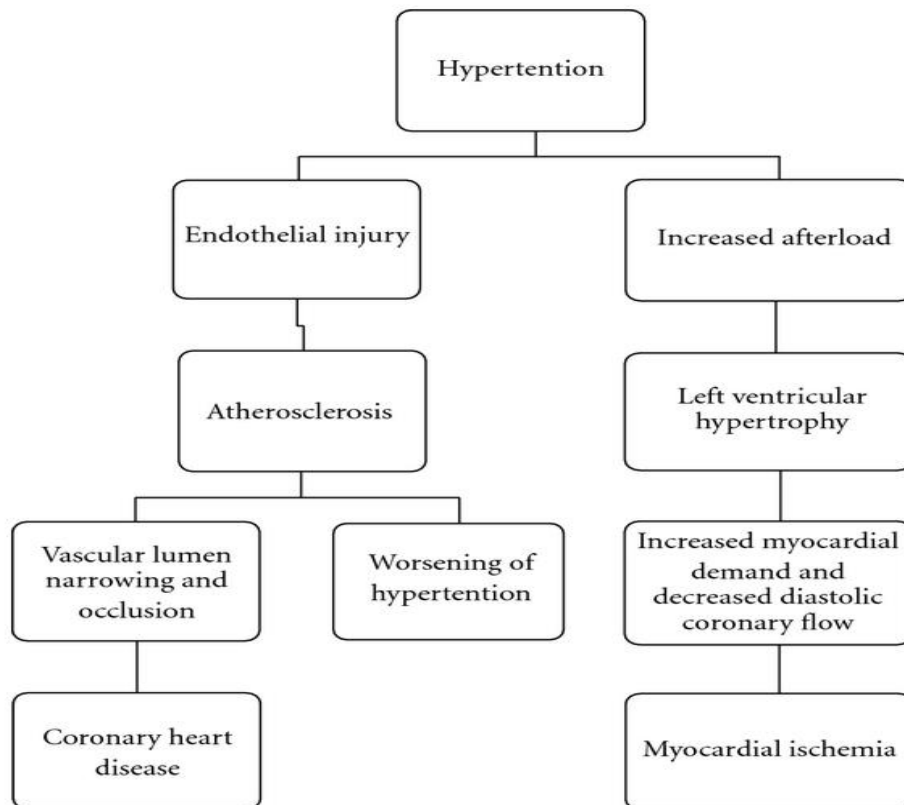 Hypertention
Endothelial injury
Increased afterload
Atherosclerosis
Left ventricular
hypertrophy
Vascular lumen
narrowing and
occlusion
Worsening of
hypertention
Increased myocardial
demand and
decreased diastolic
coronary flow
Coronary heart
disease
Myocardial ischemia